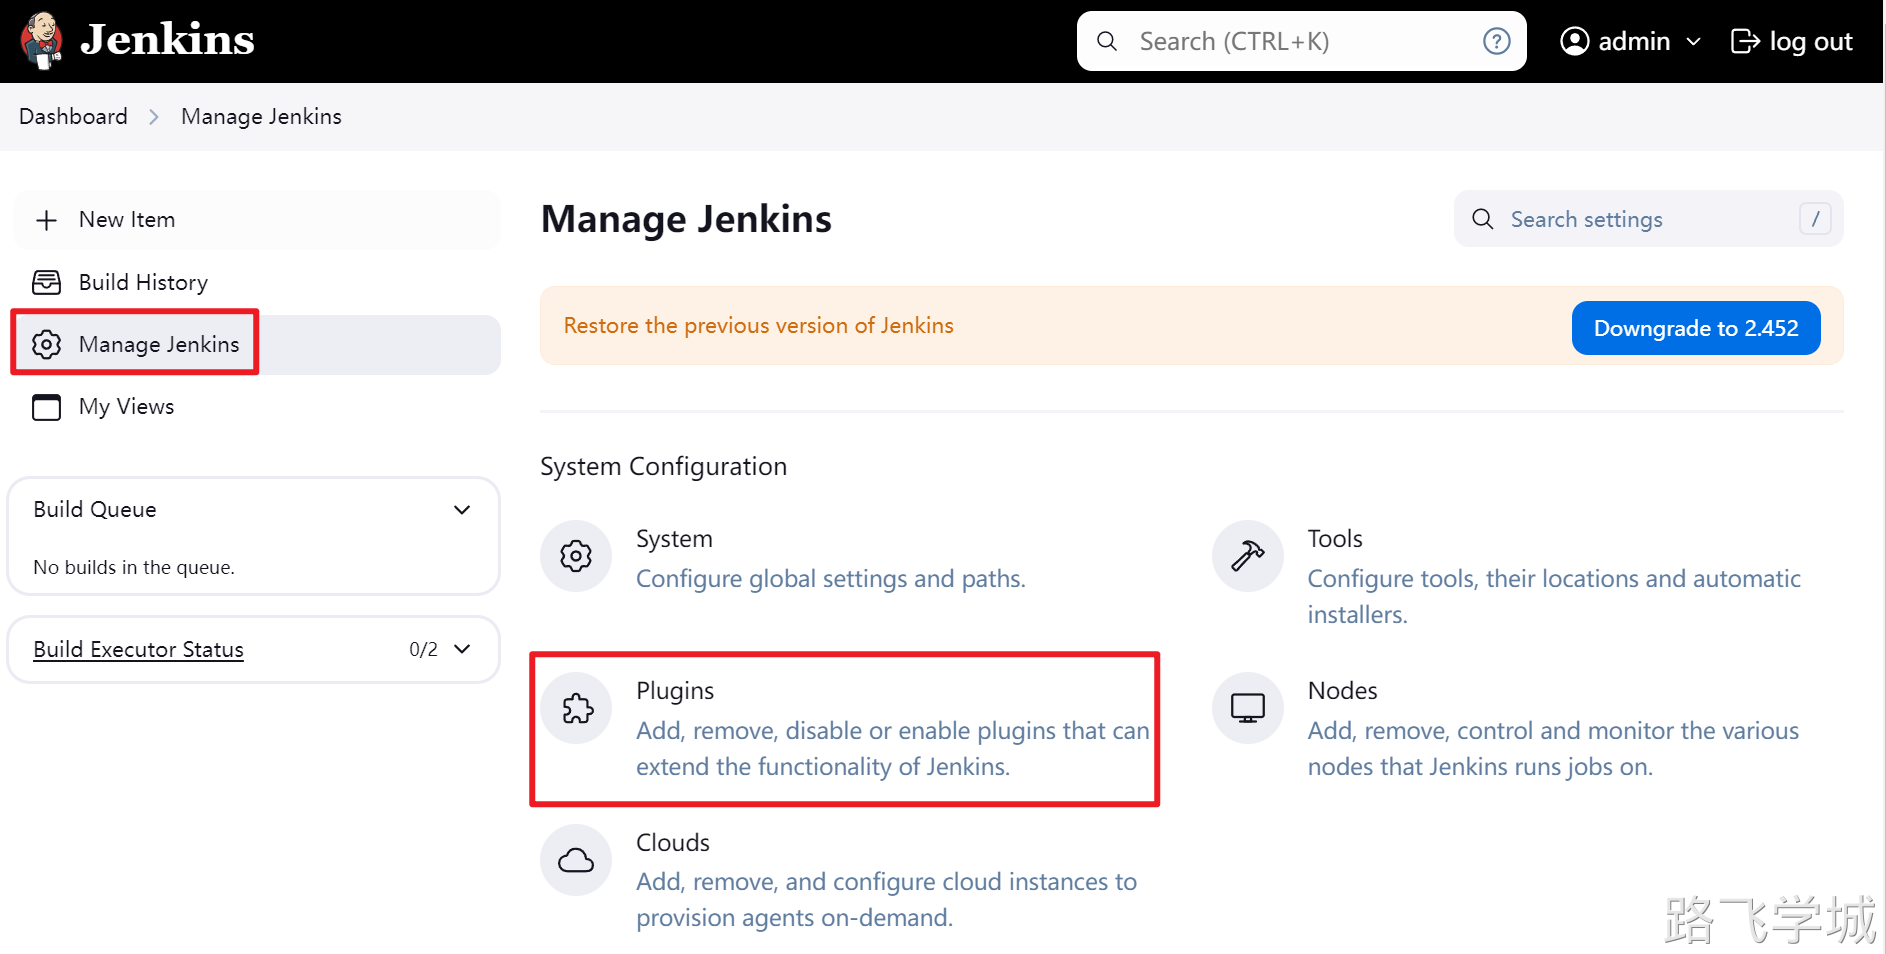 Jenkins
Search (CTRL+K)
?
admin
log out
Dashboard
Manage Jenkins
New Item
Build History
Manage Jenkins
My Views
Build Queue
No builds in the queue.
Build Executor Status
0/2
Manage Jenkins
Search settings
/
Restore the previous version of Jenkins
Downgrade to 2.452
System Configuration
System
Configure global settings and paths.
Tools
Configure tools, their locations and automatic
installers.
Plugins
Add, remove, disable or enable plugins that can
extend the functionality of Jenkins.
Nodes
Add, remove, control and monitor the various
nodes that Jenkins runs jobs on.
Clouds
Add, remove, and configure cloud instances to
provision agents on-demand.
路飞学城